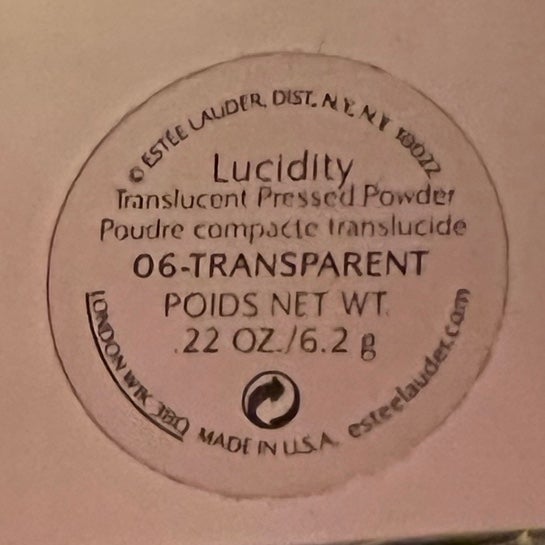 © ESTÉE LAUDER, DIST. N.Y., N.Y. 10022
Lucidity
Translucent Pressed Powder
Poudre compacte translucide
06-TRANSPARENT
POIDS NET WT.
.22 OZ./6.2 g
LONDON W1K 3BQ
MADE IN U.S.A.
esteelauder.com